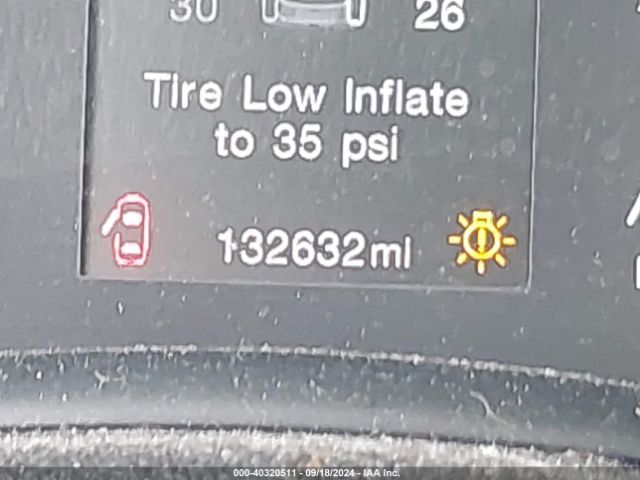 30 26
Tire Low Inflate
to 35 psi
132632mi
000-40320511 - 09/18/2024 - IAA Inc.